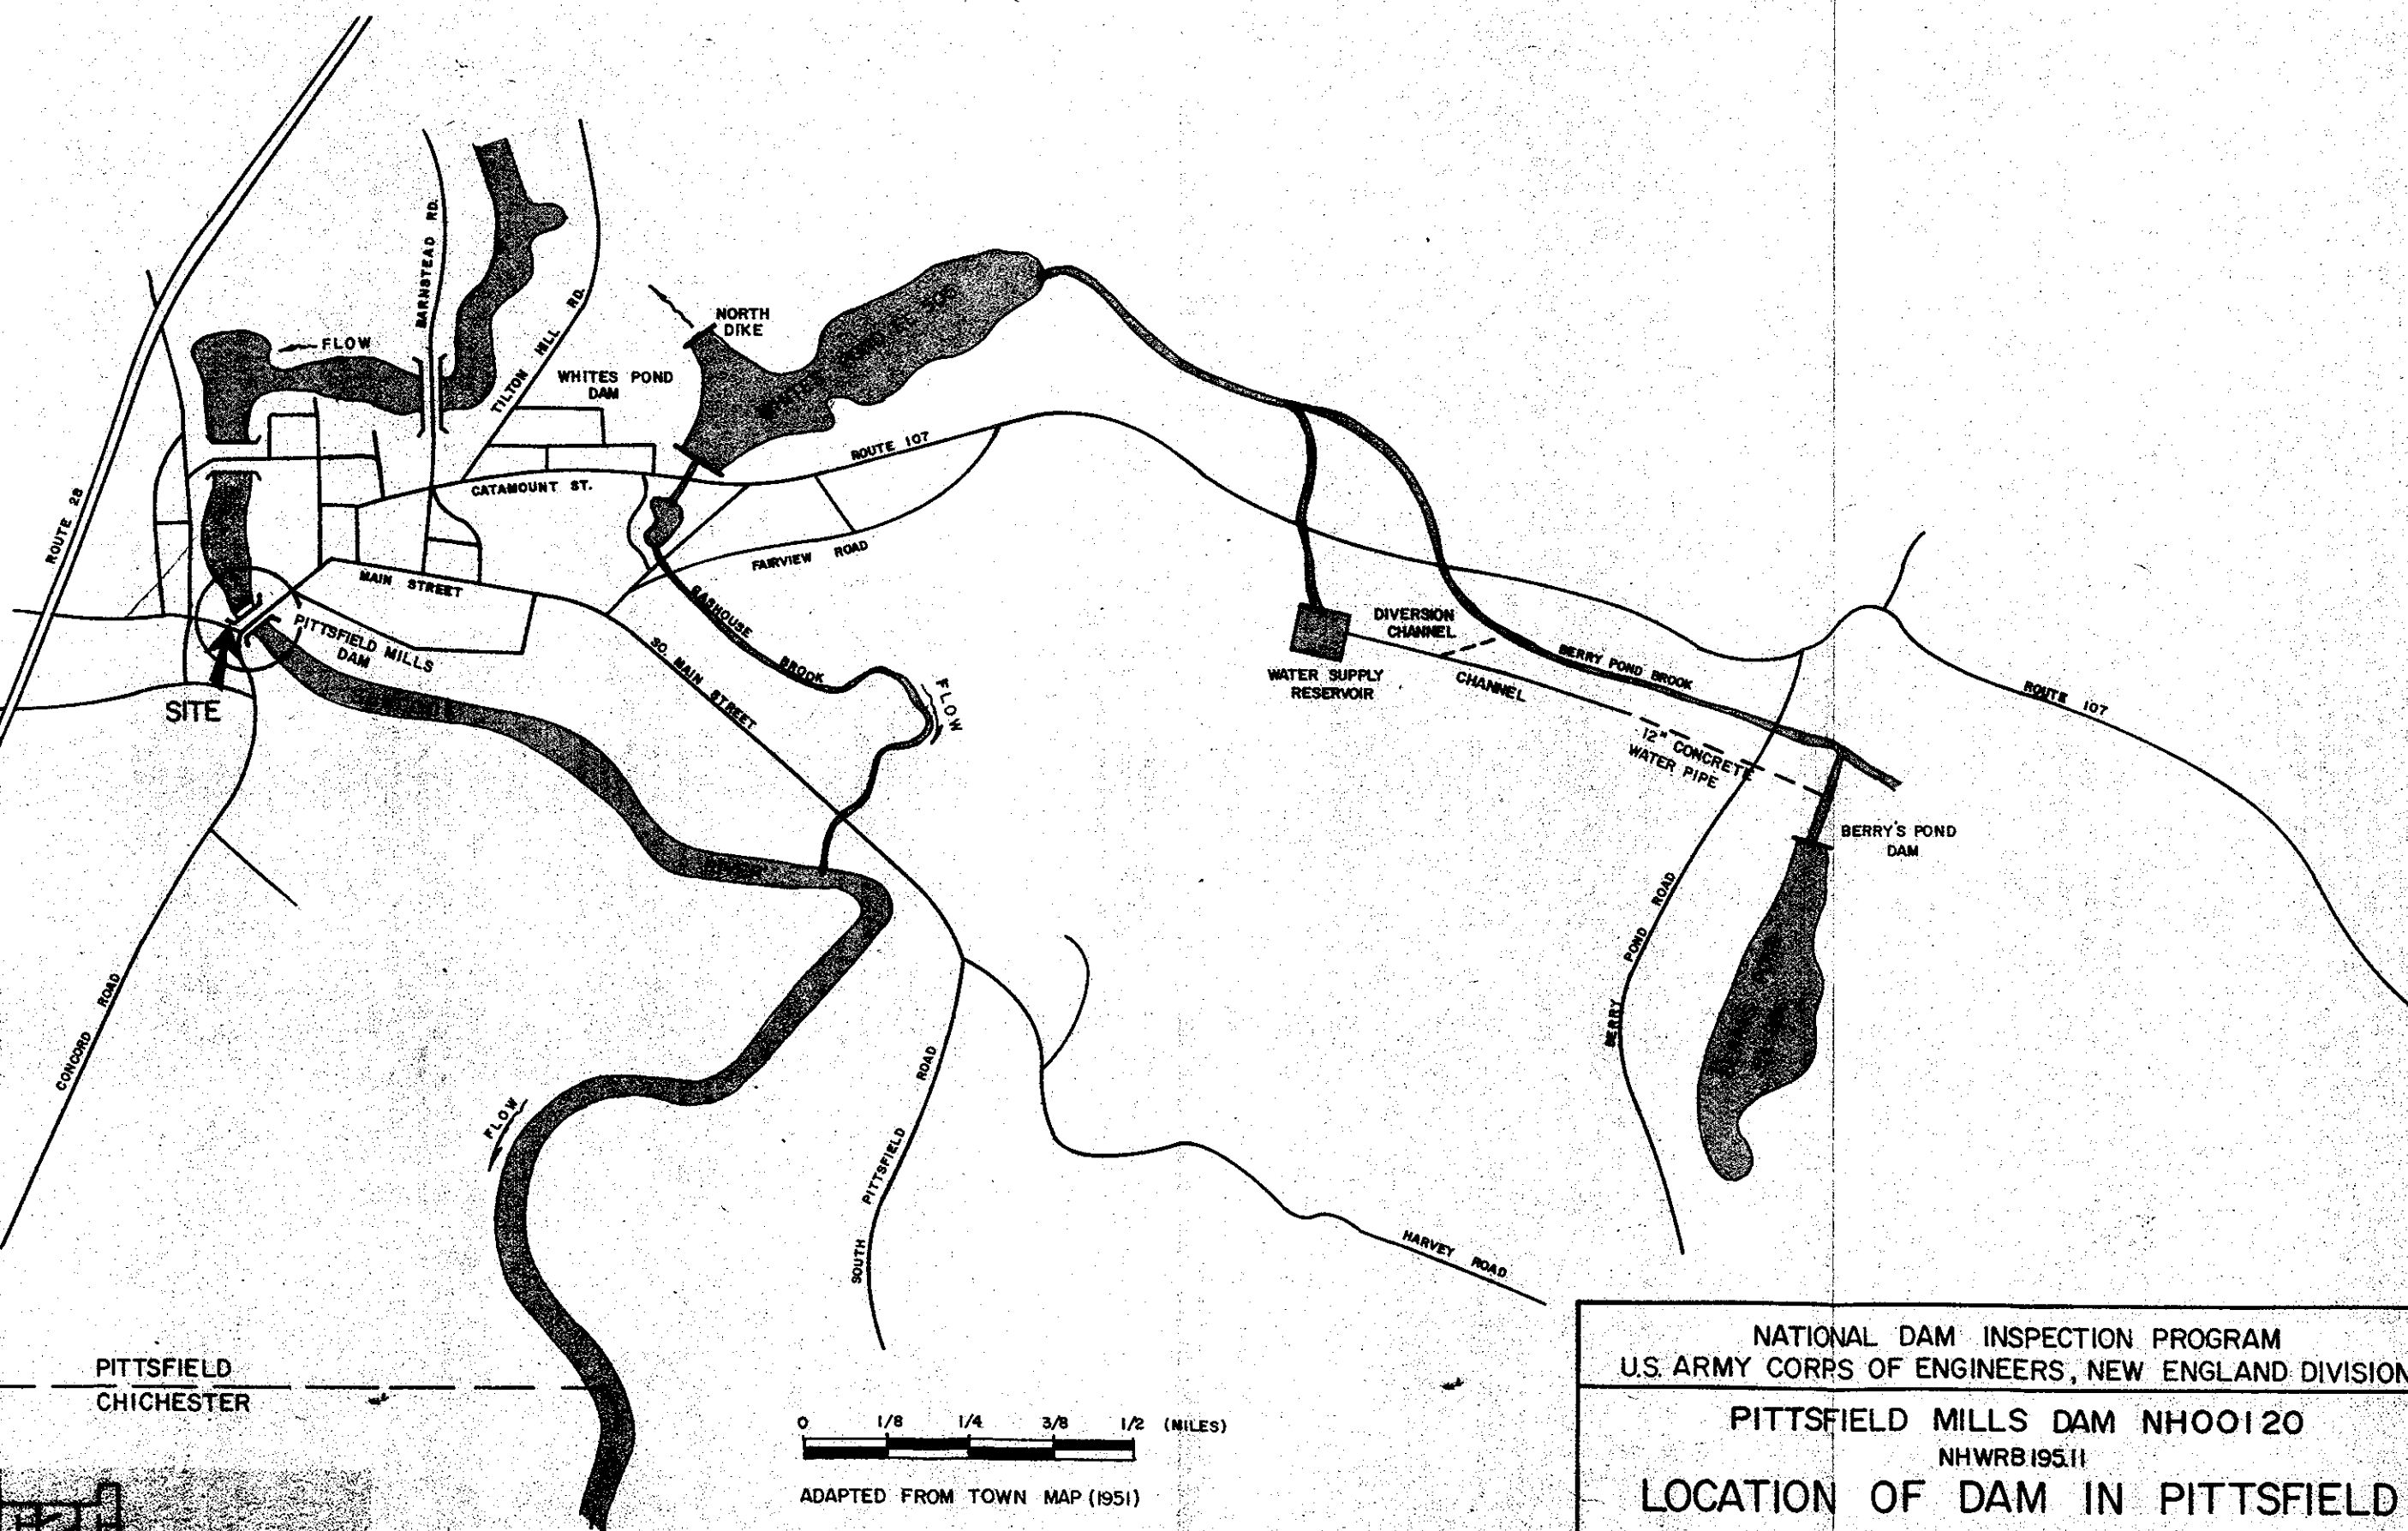 BARNSTEAD RD.
TILTON HILL RD.
NORTH
DIKE
FLOW
WHITES POND
DAM
ROUTE 107
CATAMOUNT ST.
ROUTE 28
FAIRVIEW ROAD
MAIN STREET
GASHOUSE BROOK
PITTSFIELD MILLS
DAM
SITE
SO. MAIN STREET
FLOW
DIVERSION
CHANNEL
WATER SUPPLY
RESERVOIR
CHANNEL
BERRY POND BROOK
ROUTE 107
12" CONCRETE
WATER PIPE
BERRY'S POND
DAM
BERRY POND ROAD
CONCORD ROAD
FLOW
SOUTH PITTSFIELD ROAD
HARVEY ROAD
PITTSFIELD
CHICHESTER
0 1/8 1/4 3/8 1/2 (MILES)
ADAPTED FROM TOWN MAP (1951)
NATIONAL DAM INSPECTION PROGRAM
U.S. ARMY CORPS OF ENGINEERS, NEW ENGLAND DIVISION
PITTSFIELD MILLS DAM NH00120
NHWRB 195.11
LOCATION OF DAM IN PITTSFIELD